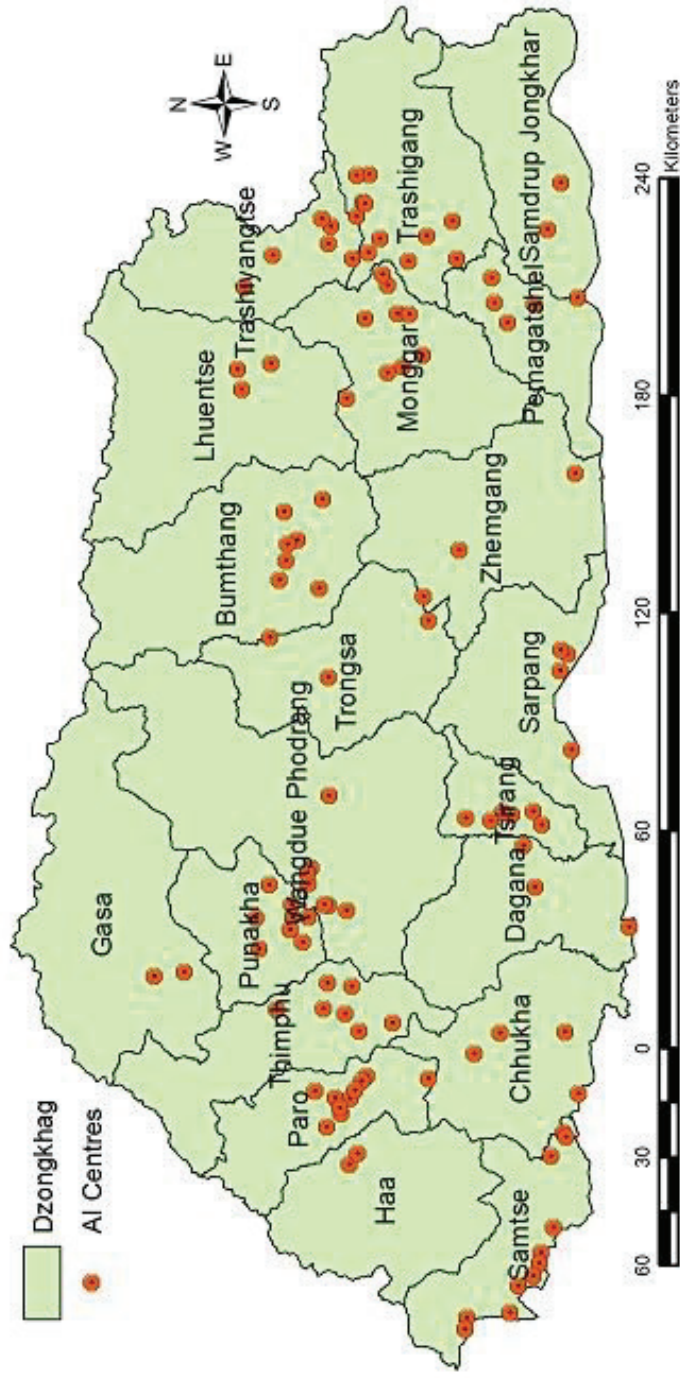 Dzongkhag
AI Centres
N
W E
S
Gasa
Punakha
Thimphu
Paro
Haa
Samtse
Chhukha
Dagana
Tsirang
Wangdue Phodrang
Trongsa
Sarpang
Bumthang
Zhemgang
Lhuentse
Trashiyangtse
Monggar
Trashigang
Pemagatshel
Samdrup Jongkhar
60 30 0 60 120 180 240
Kilometers